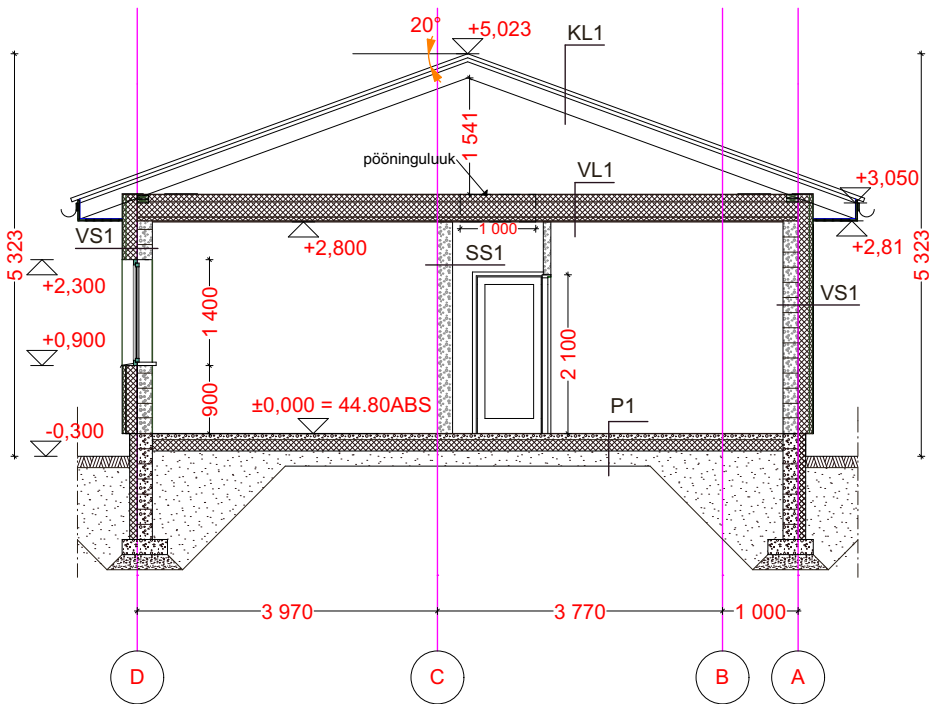 20°
+5,023
KL1
1 541
pööninguluuk
VL1
+3,050
VS1
+2,800
1 000
+2,81
5 323
SS1
5 323
+2,300
VS1
1 400
+0,900
2 100
900
±0,000 = 44.80ABS
P1
-0,300
3 970
3 770
1 000
D
C
B
A